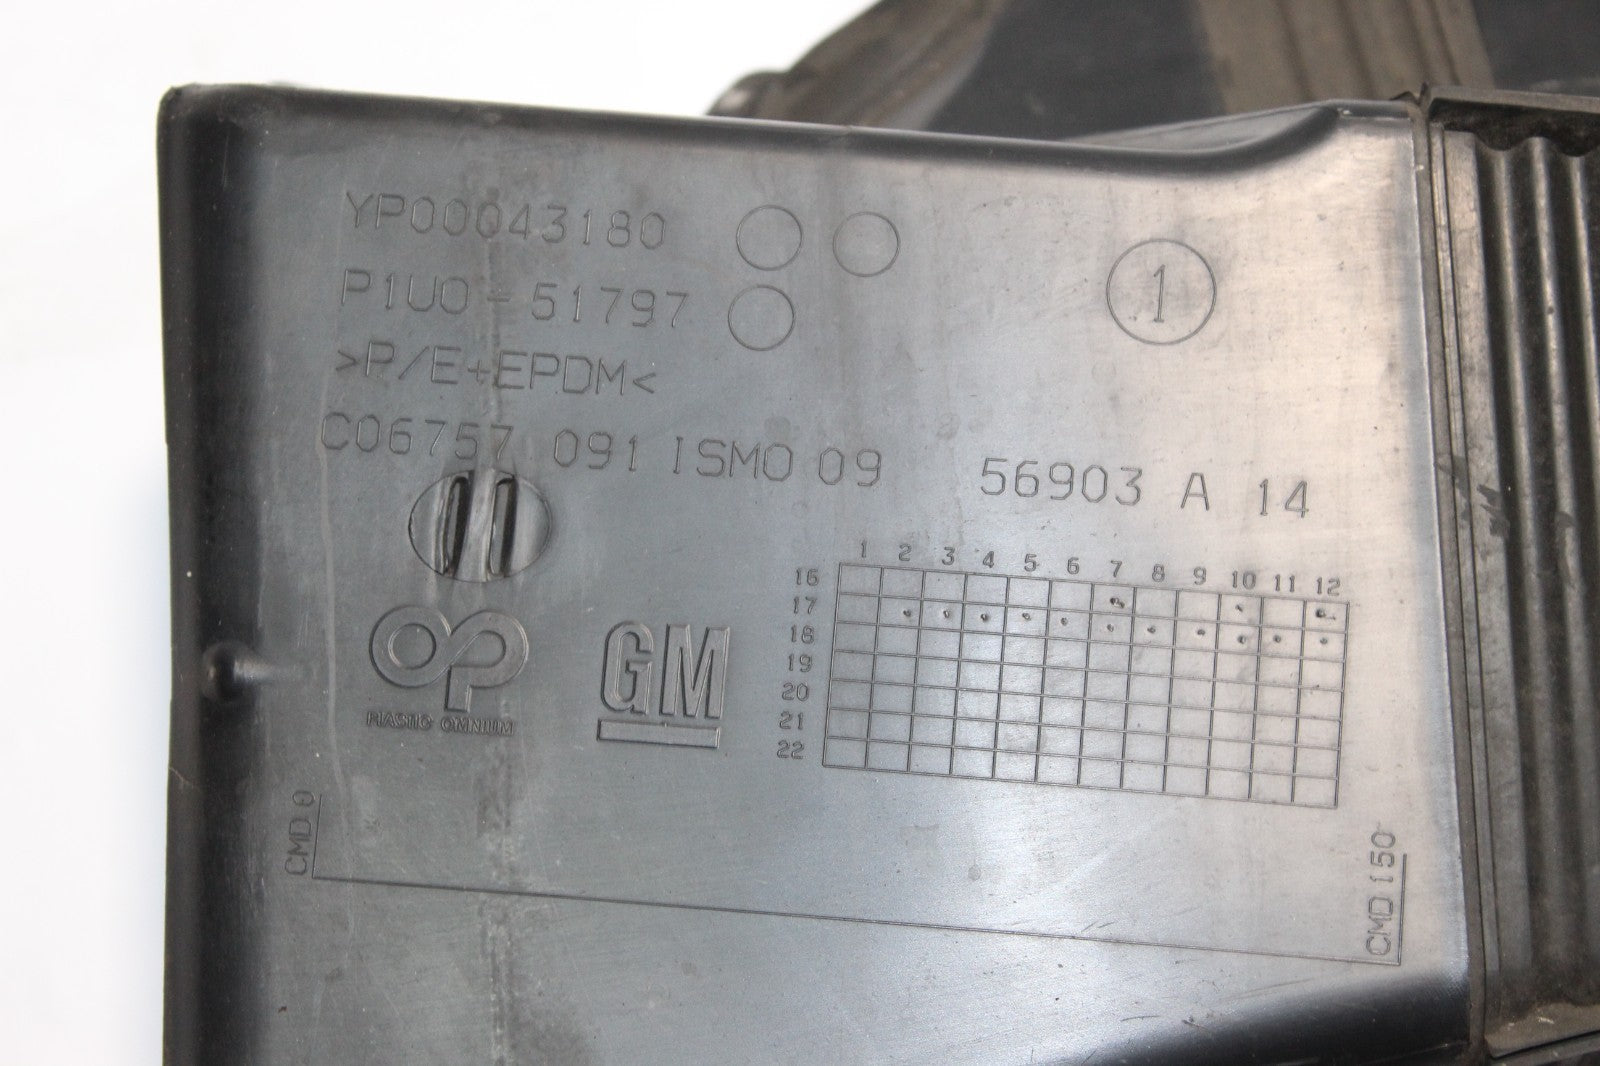 YP00043180
P1U0-51797
1
>P/E+EPDM<
C06757 091 ISMO 09 56903 A 14
1 2 3 4 5 6 7 8 9 10 11 12
16
17
18
19
20
21
22
PLASTIC OMNIUM
GM
CMD 0
CMD 150